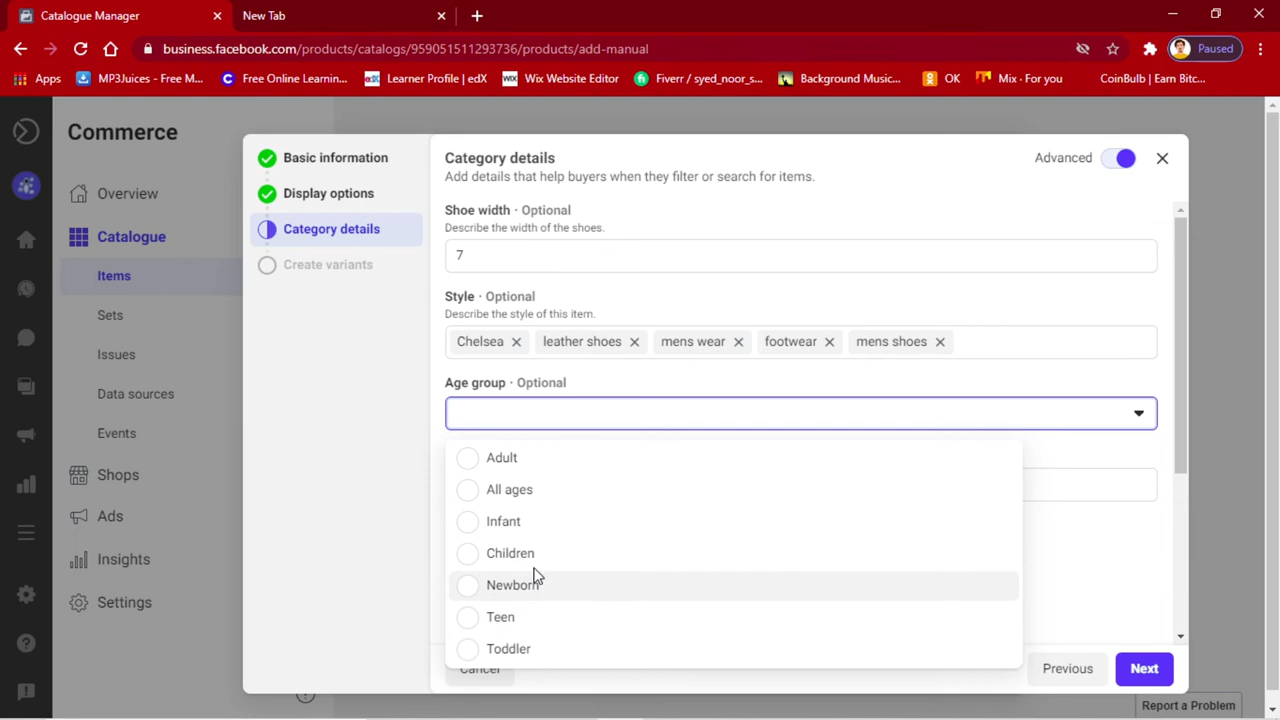 Catalogue Manager
New Tab
business.facebook.com/products/catalogs/959051511293736/products/add-manual
Paused
Apps
MP3Juices - Free M...
Free Online Learnin...
Learner Profile | edX
Wix Website Editor
Fiverr / syed_noor_s...
Background Music...
OK
Mix · For you
CoinBulb | Earn Bitc...
Commerce
Overview
Catalogue
Items
Sets
Issues
Data sources
Events
Shops
Ads
Insights
Settings
Basic information
Display options
Category details
Create variants
Category details
Advanced
Add details that help buyers when they filter or search for items.
Shoe width · Optional
Describe the width of the shoes.
7
Style · Optional
Describe the style of this item.
Chelsea
leather shoes
mens wear
footwear
mens shoes
Age group · Optional
Adult
All ages
Infant
Children
Newborn
Teen
Toddler
Cancel
Previous
Next
Report a Problem